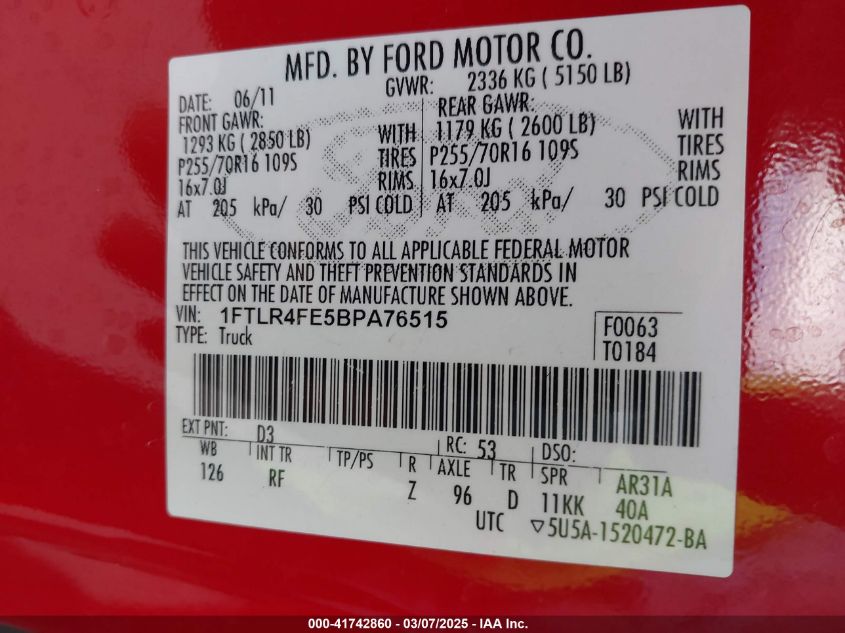 MFD. BY FORD MOTOR CO.
DATE: 06/11 GVWR: 2336 KG ( 5150 LB)
FRONT GAWR: REAR GAWR:
1293 KG ( 2850 LB) WITH 1179 KG ( 2600 LB) WITH
P255/70R16 109S TIRES P255/70R16 109S TIRES
16x7.0J RIMS 16x7.0J RIMS
AT 205 kPa/ 30 PSI COLD AT 205 kPa/ 30 PSI COLD
THIS VEHICLE CONFORMS TO ALL APPLICABLE FEDERAL MOTOR
VEHICLE SAFETY AND THEFT PREVENTION STANDARDS IN
EFFECT ON THE DATE OF MANUFACTURE SHOWN ABOVE.
VIN: 1FTLR4FE5BPA76515 F0063
TYPE: Truck T0184
EXT PNT: D3 RC: 53 DSO:
WB INT TR TP/PS R AXLE TR SPR AR31A
126 RF Z 96 D 11KK 40A
UTC ▽5U5A-1520472-BA
000-41742860 - 03/07/2025 - IAA Inc.